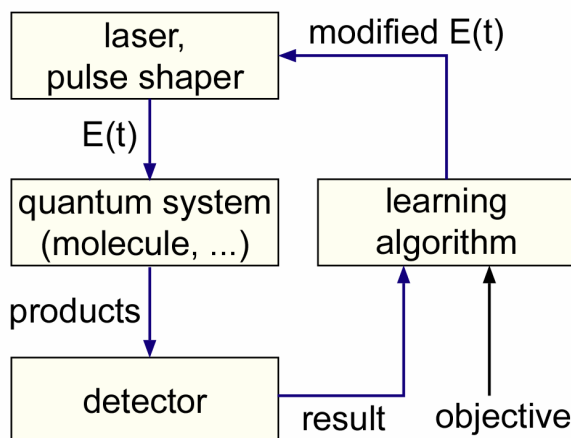 laser,
pulse shaper
modified E(t)
E(t)
quantum system
(molecule, ...)
learning
algorithm
products
detector
result
objective